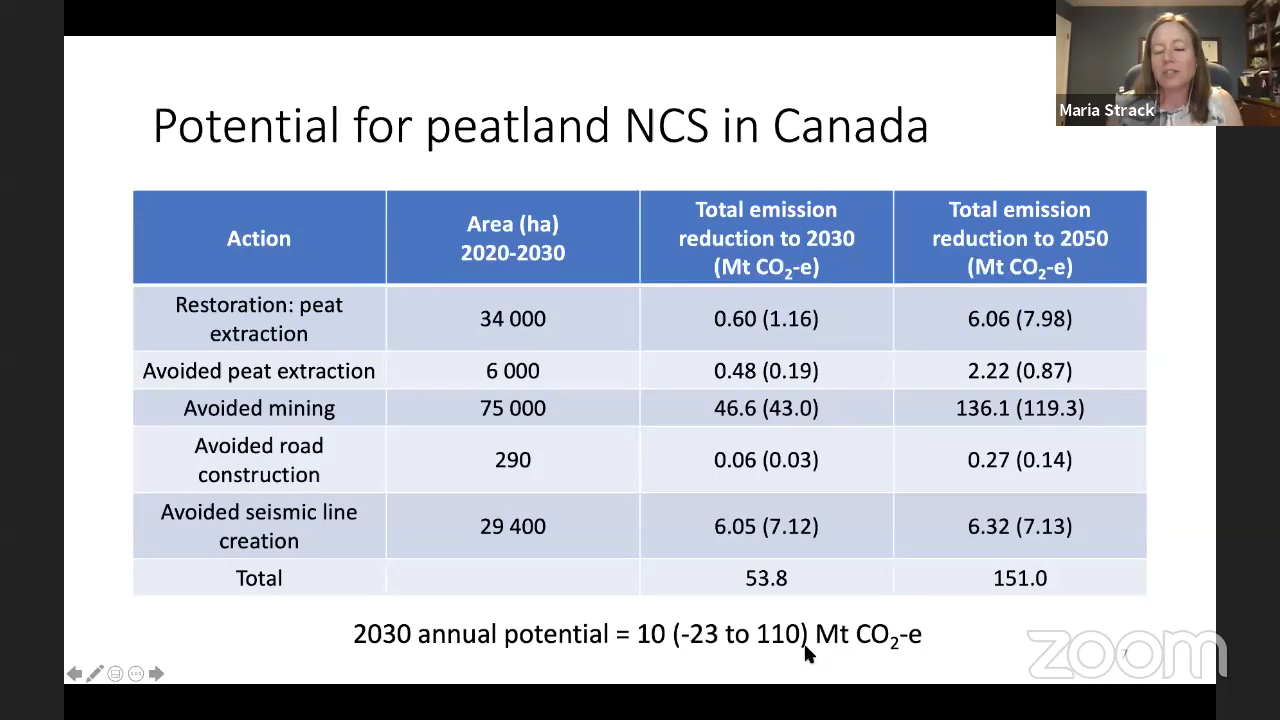 Maria Strack
Potential for peatland NCS in Canada
Action
Area (ha)
2020-2030
Total emission
reduction to 2030
(Mt CO₂-e)
Total emission
reduction to 2050
(Mt CO₂-e)
Restoration: peat
extraction
34 000
0.60 (1.16)
6.06 (7.98)
Avoided peat extraction
6 000
0.48 (0.19)
2.22 (0.87)
Avoided mining
75 000
46.6 (43.0)
136.1 (119.3)
Avoided road
construction
290
0.06 (0.03)
0.27 (0.14)
Avoided seismic line
creation
29 400
6.05 (7.12)
6.32 (7.13)
Total
53.8
151.0
2030 annual potential = 10 (-23 to 110) Mt CO₂-e
7
zoom